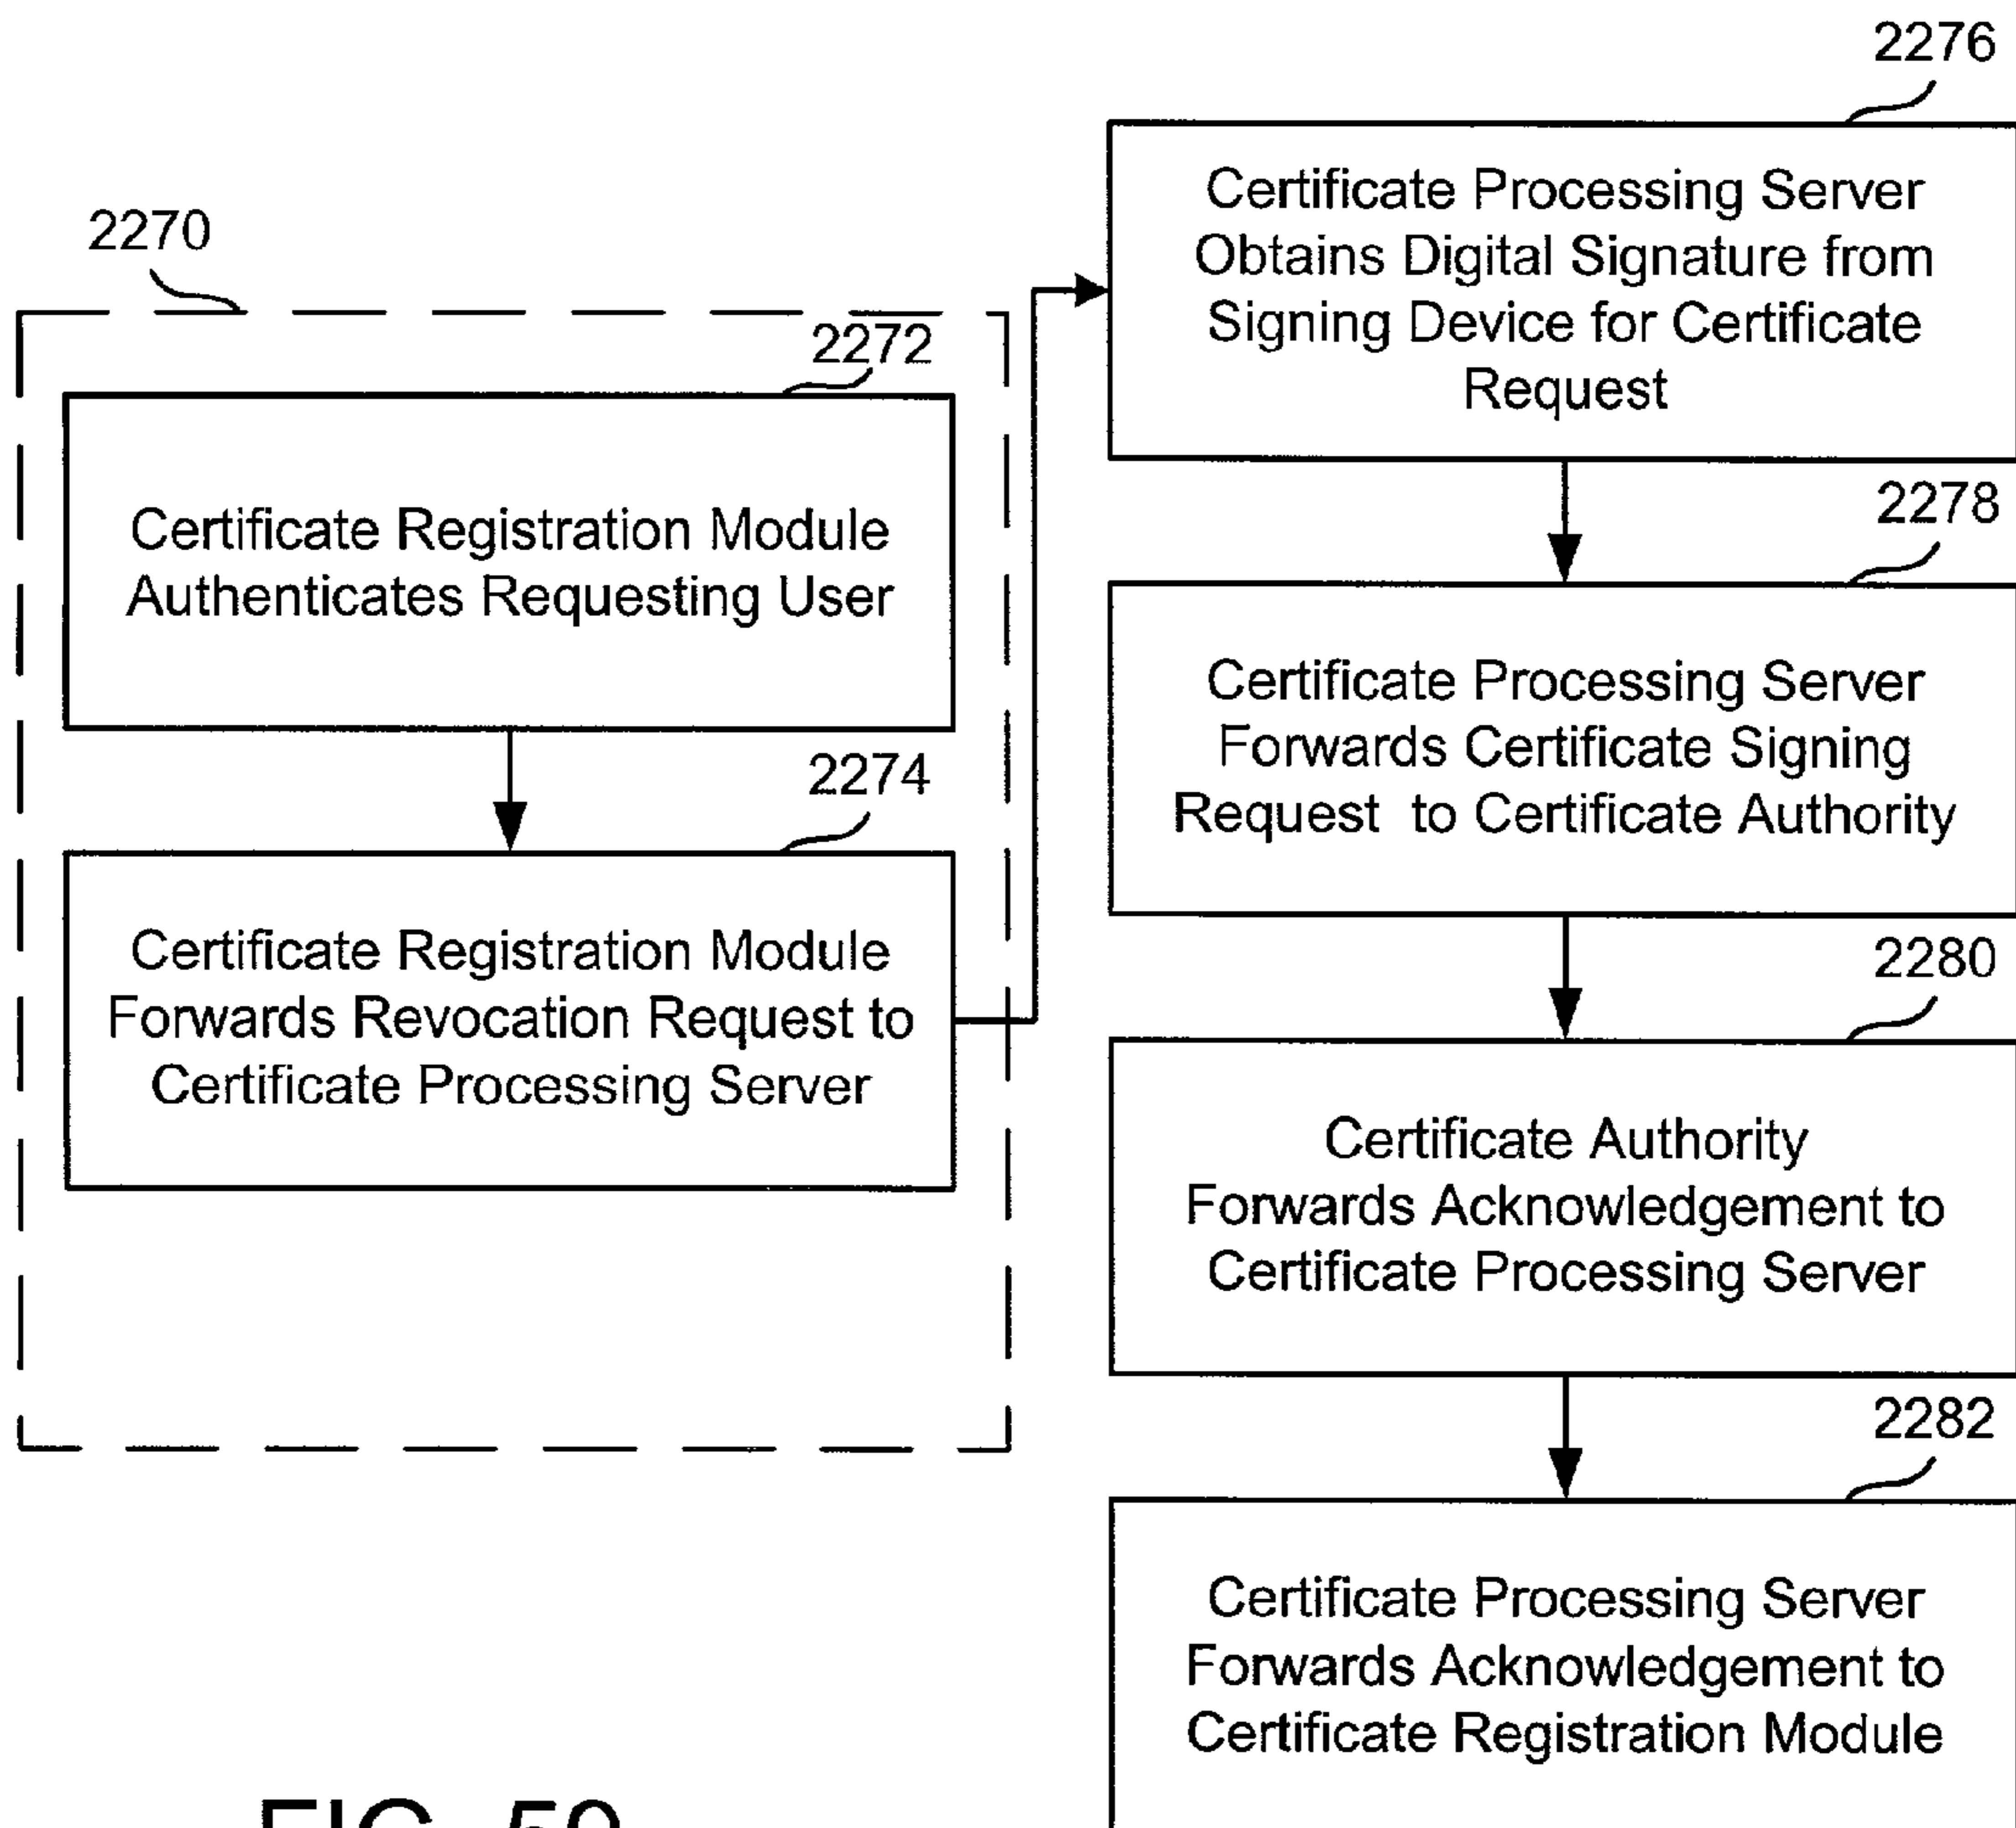 2270
2272
Certificate Registration Module
Authenticates Requesting User
2274
Certificate Registration Module
Forwards Revocation Request to
Certificate Processing Server
2276
Certificate Processing Server
Obtains Digital Signature from
Signing Device for Certificate
Request
2278
Certificate Processing Server
Forwards Certificate Signing
Request to Certificate Authority
2280
Certificate Authority
Forwards Acknowledgement to
Certificate Processing Server
2282
Certificate Processing Server
Forwards Acknowledgement to
Certificate Registration Module
FIG.